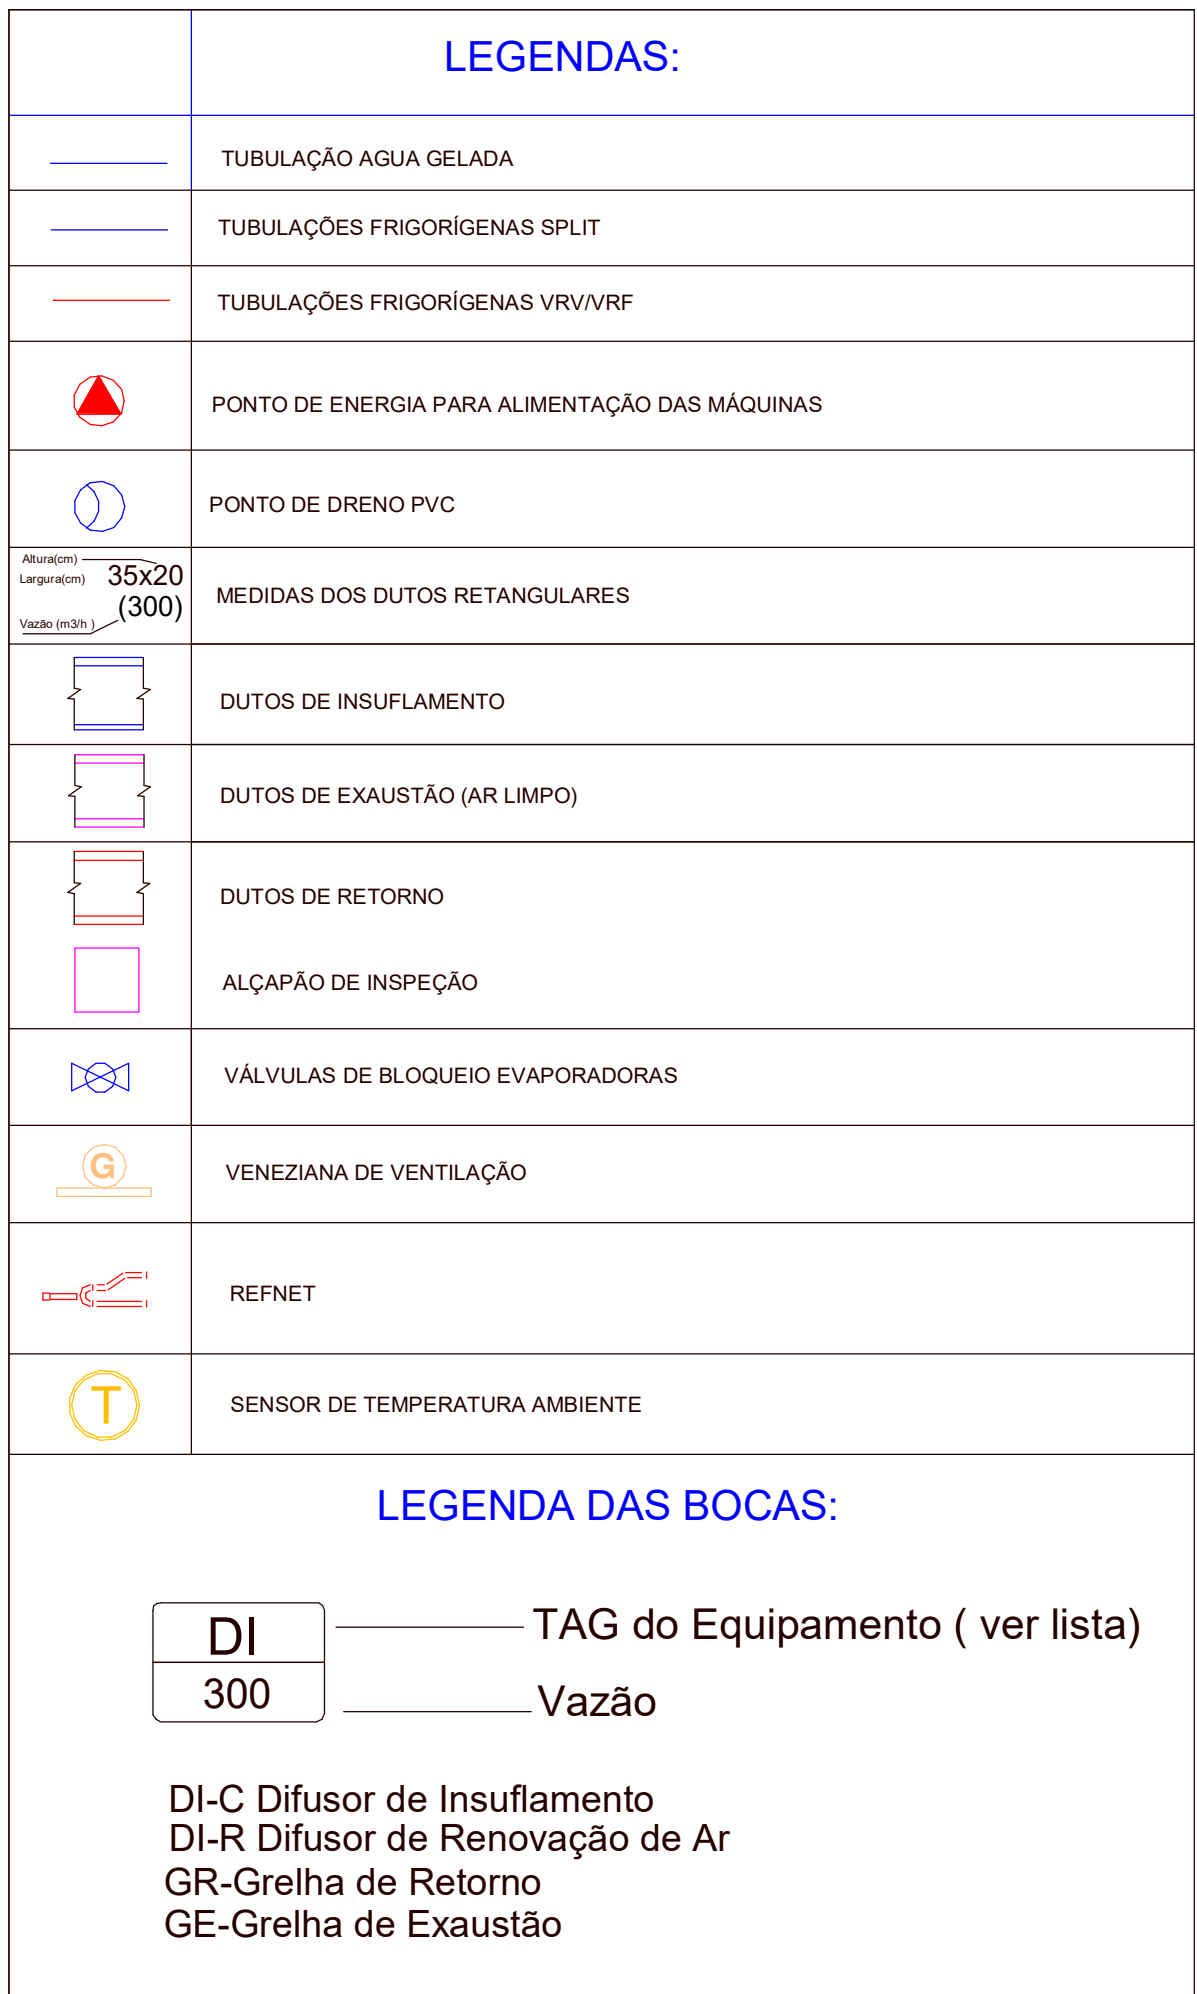 LEGENDAS:
TUBULAÇÃO AGUA GELADA
TUBULAÇÕES FRIGORÍGENAS SPLIT
TUBULAÇÕES FRIGORÍGENAS VRV/VRF
PONTO DE ENERGIA PARA ALIMENTAÇÃO DAS MÁQUINAS
PONTO DE DRENO PVC
Altura(cm)
Largura(cm) 35x20
(300)
Vazão (m3/h )
MEDIDAS DOS DUTOS RETANGULARES
DUTOS DE INSUFLAMENTO
DUTOS DE EXAUSTÃO (AR LIMPO)
DUTOS DE RETORNO
ALÇAPÃO DE INSPEÇÃO
VÁLVULAS DE BLOQUEIO EVAPORADORAS
G
VENEZIANA DE VENTILAÇÃO
REFNET
T
SENSOR DE TEMPERATURA AMBIENTE
LEGENDA DAS BOCAS:
DI TAG do Equipamento ( ver lista)
300 Vazão
DI-C Difusor de Insuflamento
DI-R Difusor de Renovação de Ar
GR-Grelha de Retorno
GE-Grelha de Exaustão